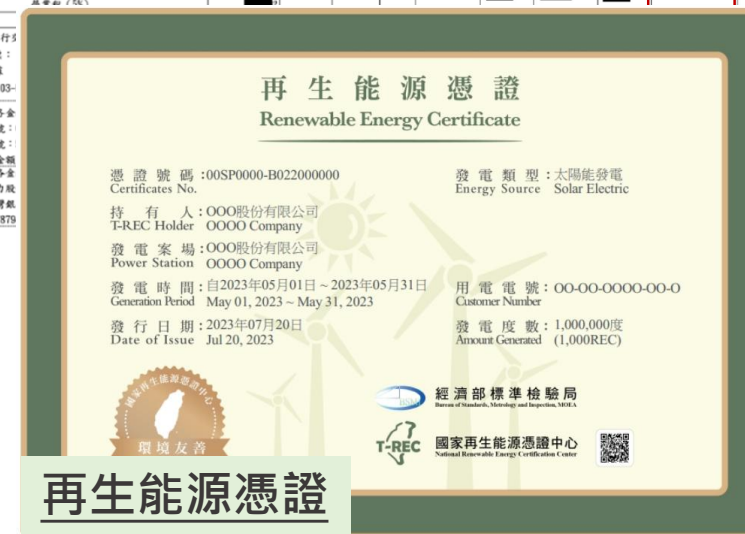 再生能源憑證
Renewable Energy Certificate
憑證號碼:00SP0000-B022000000
Certificates No.
發電類型:太陽能發電
Energy Source Solar Electric
持有人:OOO股份有限公司
T-REC Holder OOOO Company
發電案場:OOO股份有限公司
Power Station OOOO Company
發電時間:自2023年05月01日~2023年05月31日
Generation Period May 01, 2023 ~ May 31, 2023
用電電號:OO-OO-OOOO-OO-O
Customer Number
發行日期:2023年07月20日
Date of Issue Jul 20, 2023
發電度數:1,000,000度
Amount Generated (1,000REC)
國家再生能源憑證中心
環境友善
BSMI
經濟部標準檢驗局
Bureau of Standards, Metrology and Inspection, MOEA
T-REC
國家再生能源憑證中心
National Renewable Energy Certification Center
再生能源憑證